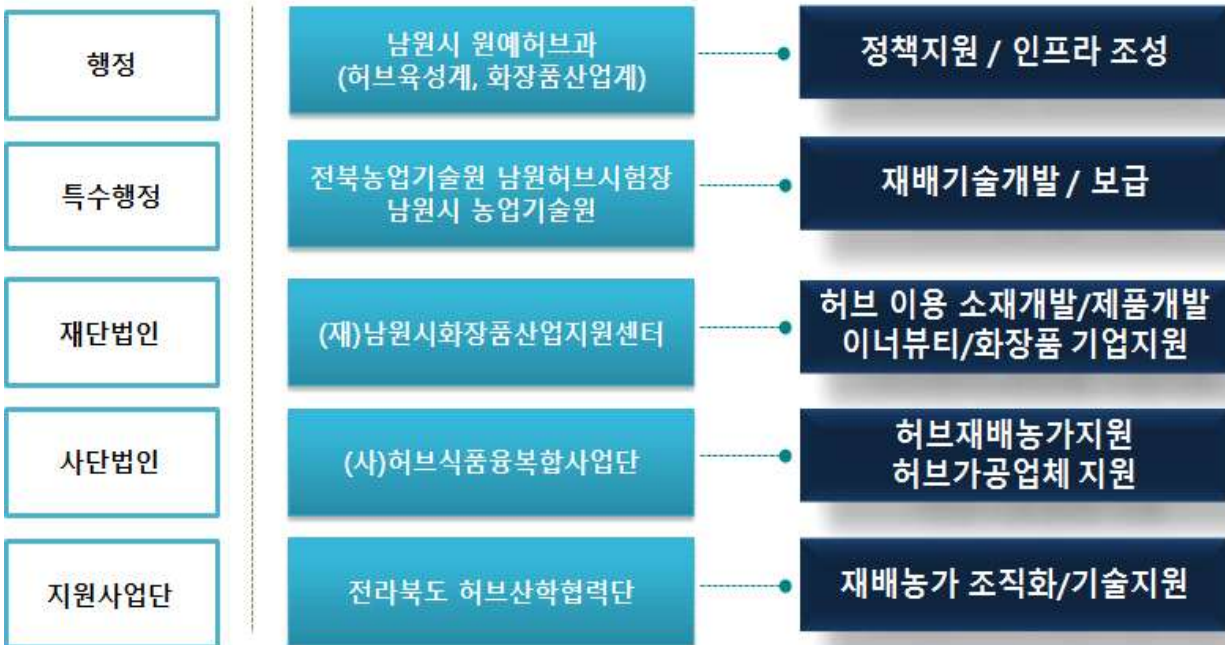 행정
남원시 원예허브과
(허브육성계, 화장품산업계)
정책지원 / 인프라 조성
특수행정
전북농업기술원 남원허브시험장
남원시 농업기술원
재배기술개발 / 보급
재단법인
(재)남원시화장품산업지원센터
허브 이용 소재개발/제품개발
이너뷰티/화장품 기업지원
사단법인
(사)허브식품융복합사업단
허브재배농가지원
허브가공업체 지원
지원사업단
전라북도 허브산학협력단
재배농가 조직화/기술지원